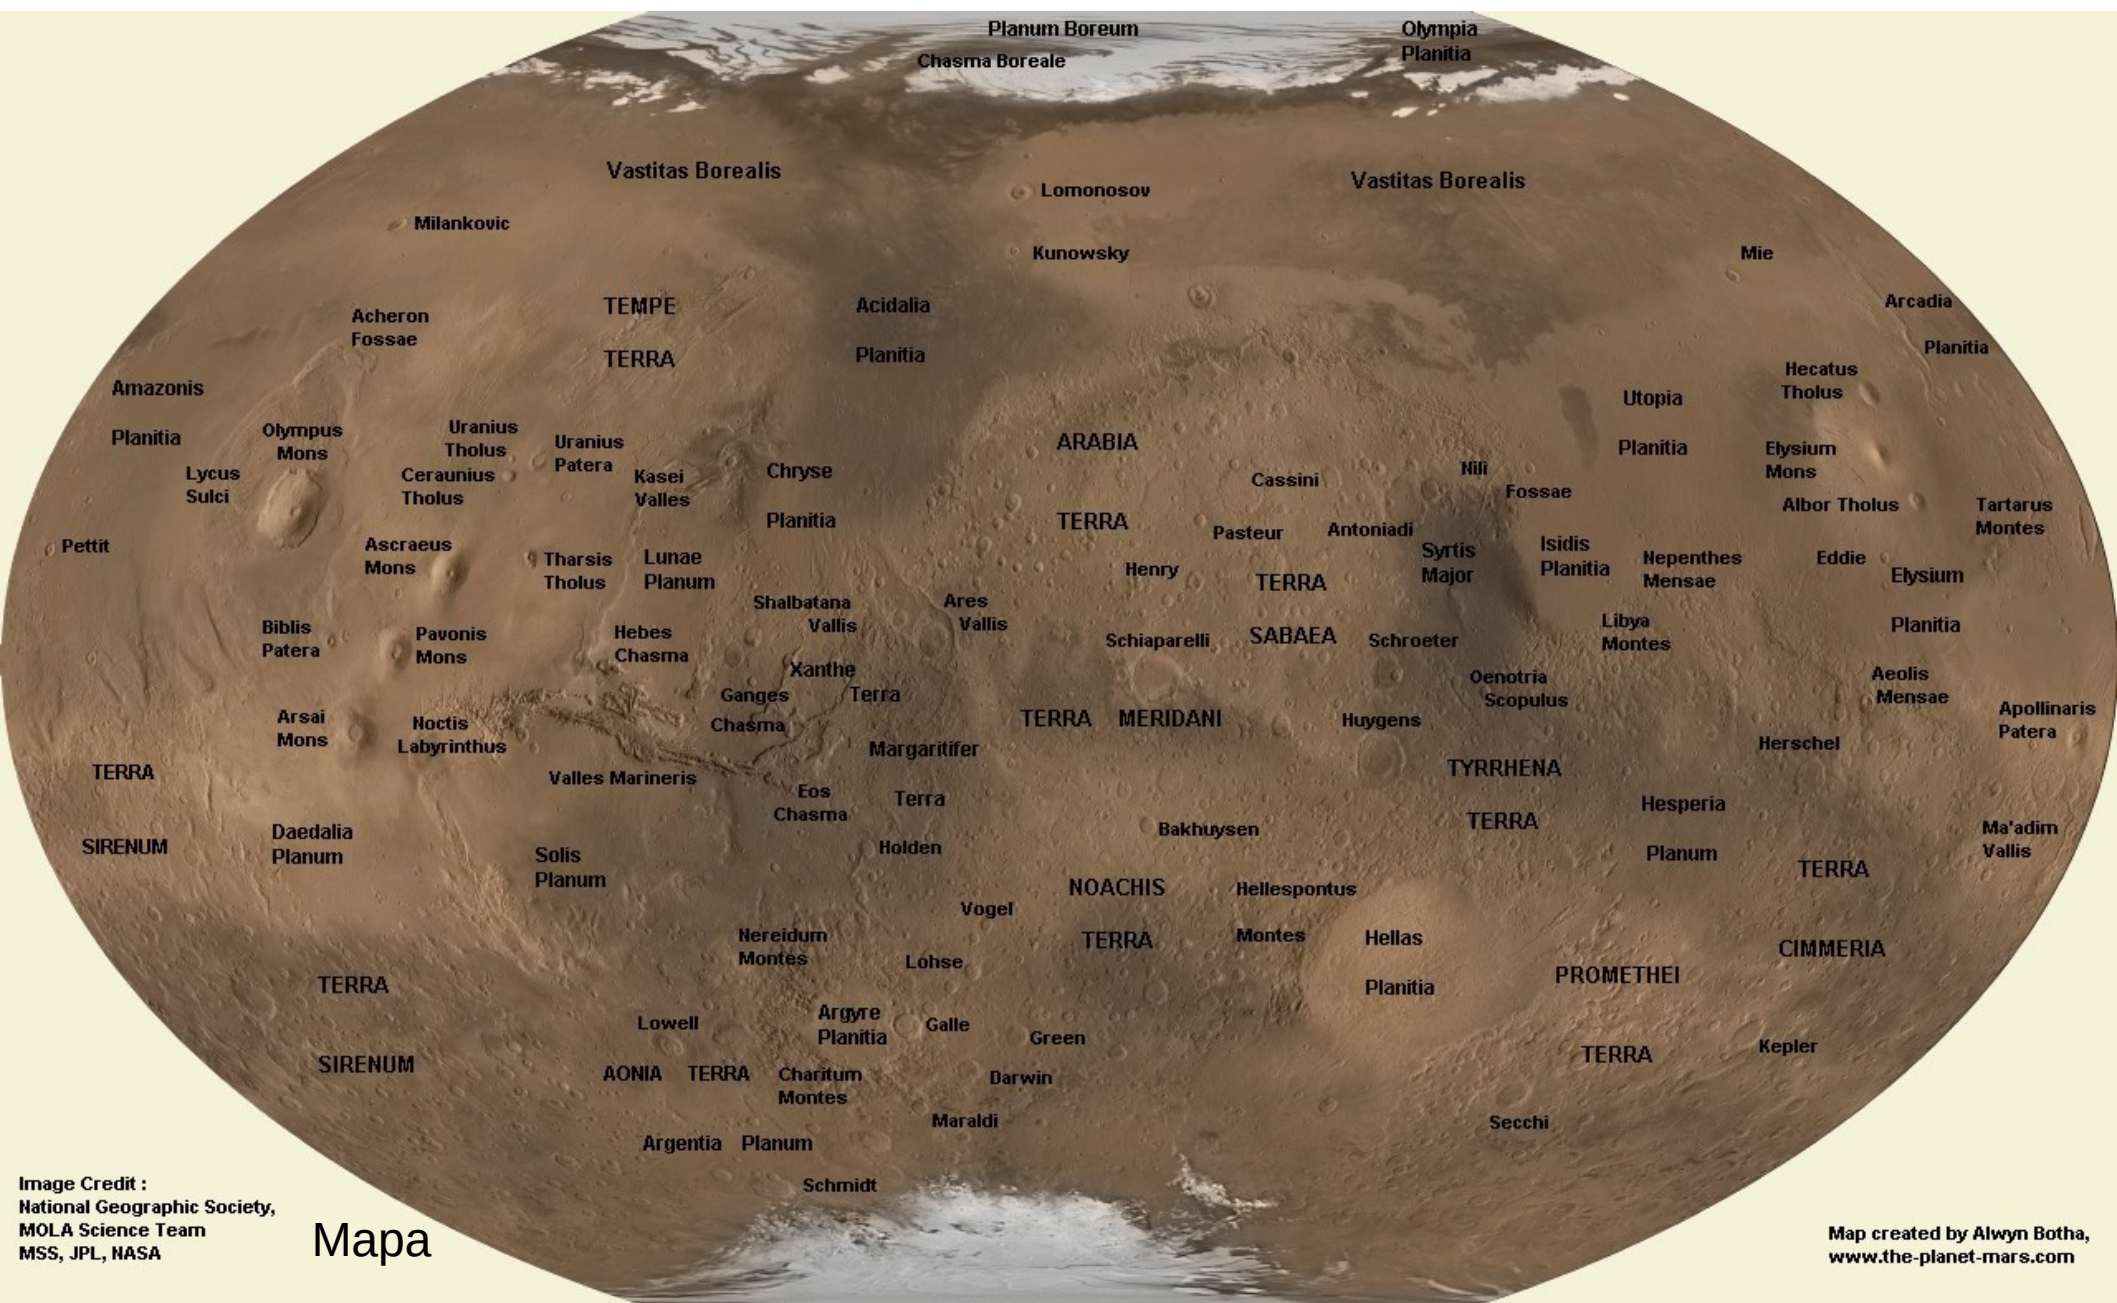 Planum Boreum
Olympia
Planitia
Chasma Boreale
Vastitas Borealis
Vastitas Borealis
Lomonosov
Milankovic
Kunowsky
Mie
Arcadia
Planitia
Acheron
Fossae
TEMPE
TERRA
Acidalia
Planitia
Hecatus
Tholus
Amazonis
Planitia
Utopia
Planitia
Olympus
Mons
Uranius
Tholus
Uranius
Patera
ARABIA
TERRA
Elysium
Mons
Lycus
Sulci
Ceraunius
Tholus
Kasei
Valles
Chryse
Planitia
Cassini
Nili
Fossae
Albor Tholus
Tartarus
Montes
Pettit
Ascraeus
Mons
Tharsis
Tholus
Lunae
Planum
Henry
Pasteur
Antoniadi
TERRA
SABAEA
Syrtis
Major
Isidis
Planitia
Nepenthes
Mensae
Eddie
Elysium
Planitia
Shalbatana
Vallis
Ares
Vallis
Biblis
Patera
Pavonis
Mons
Hebes
Chasma
Schiaparelli
Schroeter
Libya
Montes
Xanthe
Terra
Ganges
Chasma
Oenotria
Scopulus
Aeolis
Mensae
Arsai
Mons
Noctis
Labyrinthus
TERRA MERIDANI
Huygens
Herschel
Apollinaris
Patera
Margaritifer
Terra
TERRA
SIRENUM
Valles Marineris
Eos
Chasma
TYRRHENA
TERRA
Hesperia
Planum
Daedalia
Planum
Solis
Planum
Holden
Bakhuysen
Ma'adim
Vallis
TERRA
CIMMERIA
NOACHIS
TERRA
Hellespontus
Montes
Vogel
Nereidum
Montes
Lohse
Hellas
Planitia
PROMETHEI
TERRA
TERRA
SIRENUM
Lowell
Argyre
Planitia
Galle
Green
Kepler
AONIA TERRA
Charitum
Montes
Darwin
Maraldi
Secchi
Argentia Planum
Schmidt
Image Credit :
National Geographic Society,
MOLA Science Team
MSS, JPL, NASA
Mapa
Map created by Alwyn Botha,
www.the-planet-mars.com